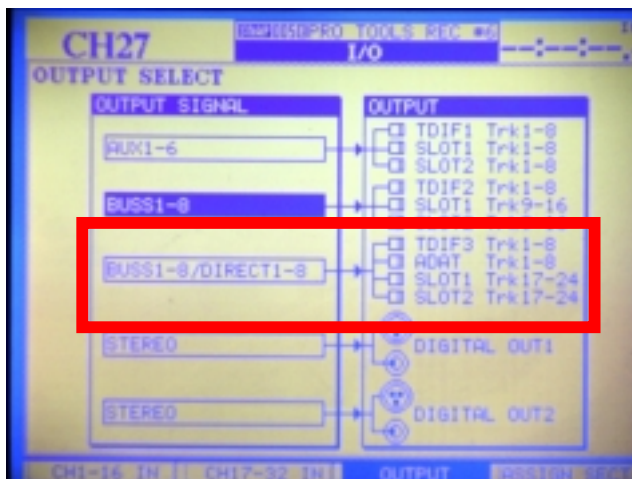 CH27
PRO TOOLS REC #6
I/O
--:--:--.
OUTPUT SELECT
OUTPUT SIGNAL
OUTPUT
AUX1-6
TDIF1 Trk1-8
SLOT1 Trk1-8
SLOT2 Trk1-8
BUSS1-8
TDIF2 Trk1-8
SLOT1 Trk9-16
BUSS1-8/DIRECT1-8
TDIF3 Trk1-8
ADAT Trk1-8
SLOT1 Trk17-24
SLOT2 Trk17-24
STEREO
DIGITAL OUT1
STEREO
DIGITAL OUT2
CH1-16 IN
CH17-32 IN
OUTPUT
ASSIGN